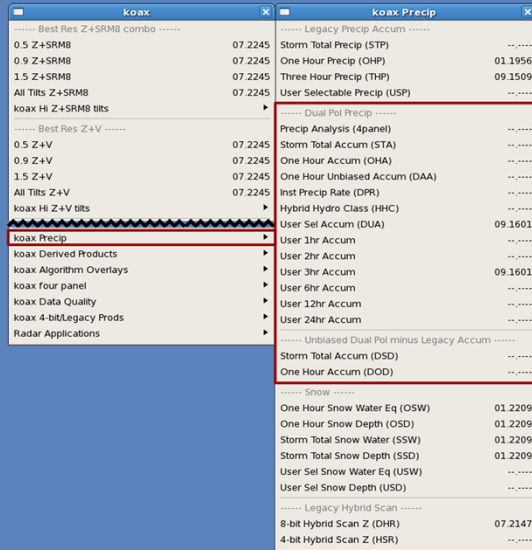 koax
------ Best Res Z+SRM8 combo ------
0.5 Z+SRM8 07.2245
0.9 Z+SRM8 07.2245
1.5 Z+SRM8 07.2245
All Tilts Z+SRM8 07.2245
koax Hi Z+SRM8 tilts
------ Best Res Z+V ------
0.5 Z+V 07.2245
0.9 Z+V 07.2245
1.5 Z+V 07.2245
All Tilts Z+V 07.2245
koax Hi Z+V tilts
koax Precip
koax Derived Products
koax Algorithm Overlays
koax four panel
koax Data Quality
koax 4-bit/Legacy Prods
Radar Applications
koax Precip
------ Legacy Precip Accum ------
Storm Total Precip (STP) --.----
One Hour Precip (OHP) 01.1956
Three Hour Precip (THP) 09.1509
User Selectable Precip (USP) --.----
------ Dual Pol Precip ------
Precip Analysis (4panel) --.----
Storm Total Accum (STA) --.----
One Hour Accum (OHA) --.----
One Hour Unbiased Accum (DAA) --.----
Inst Precip Rate (DPR) --.----
Hybrid Hydro Class (HHC) --.----
User Sel Accum (DUA) 09.1601
User 1hr Accum --.----
User 2hr Accum --.----
User 3hr Accum 09.1601
User 6hr Accum --.----
User 12hr Accum --.----
User 24hr Accum --.----
------ Unbiased Dual Pol minus Legacy Accum ------
Storm Total Accum (DSD) --.----
One Hour Accum (DOD) --.----
------ Snow ------
One Hour Snow Water Eq (OSW) 01.2209
One Hour Snow Depth (OSD) 01.2209
Storm Total Snow Water (SSW) 01.2209
Storm Total Snow Depth (SSD) 01.2209
User Sel Snow Water Eq (USW) --.----
User Sel Snow Depth (USD) --.----
------ Legacy Hybrid Scan ------
8-bit Hybrid Scan Z (DHR) 07.2147
4-bit Hybrid Scan Z (HSR) --.----